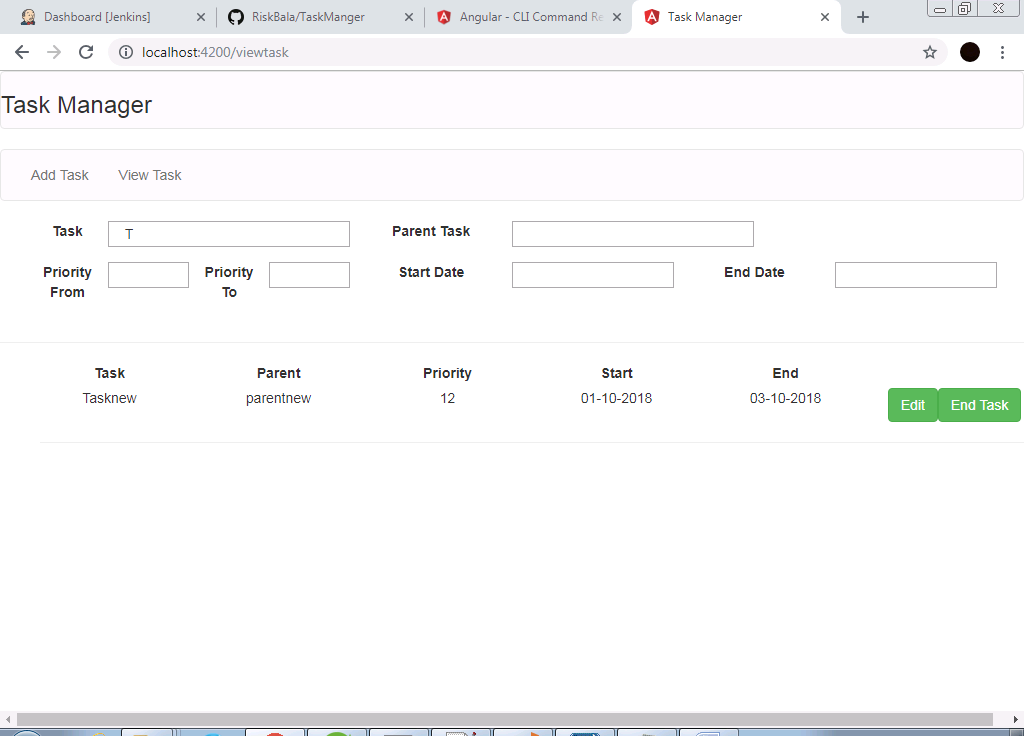 Dashboard [Jenkins]
RiskBala/TaskManger
Angular - CLI Command Re
Task Manager
localhost:4200/viewtask
Task Manager
Add Task View Task
Task T Parent Task
Priority From Priority To Start Date End Date
Task Parent Priority Start End
Tasknew parentnew 12 01-10-2018 03-10-2018 Edit End Task